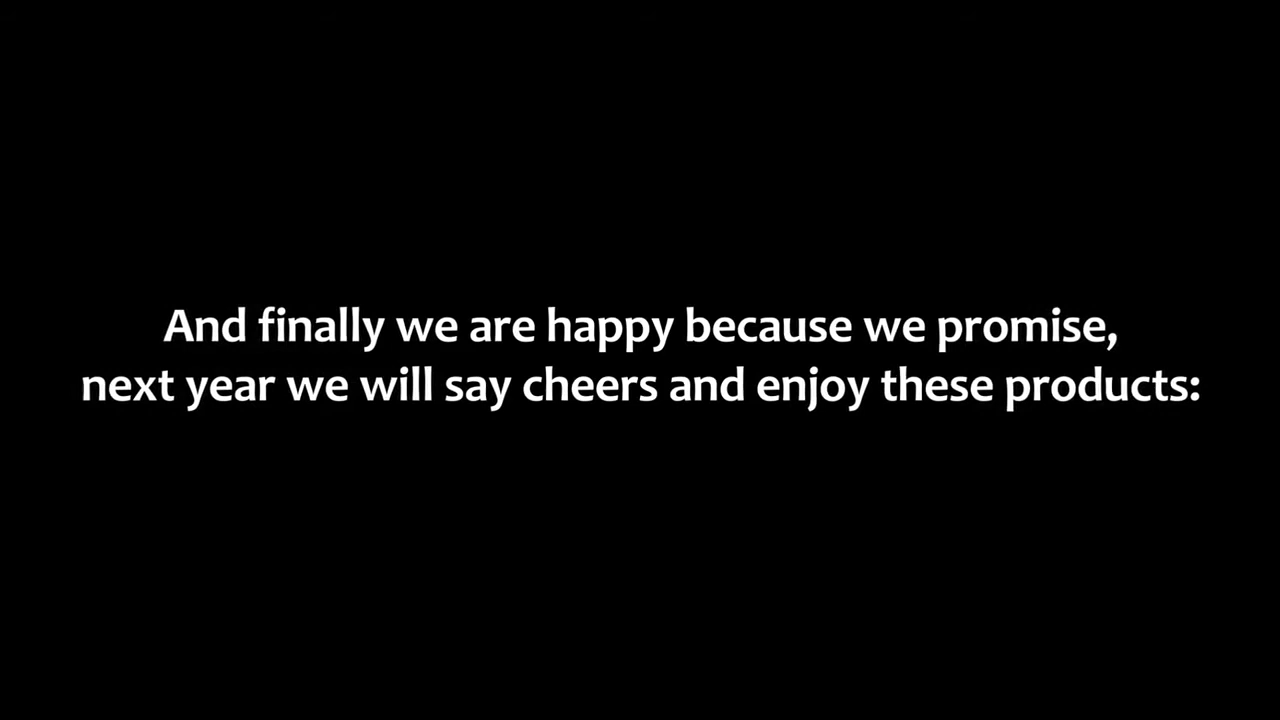 And finally we are happy because we promise,
next year we will say cheers and enjoy these products: